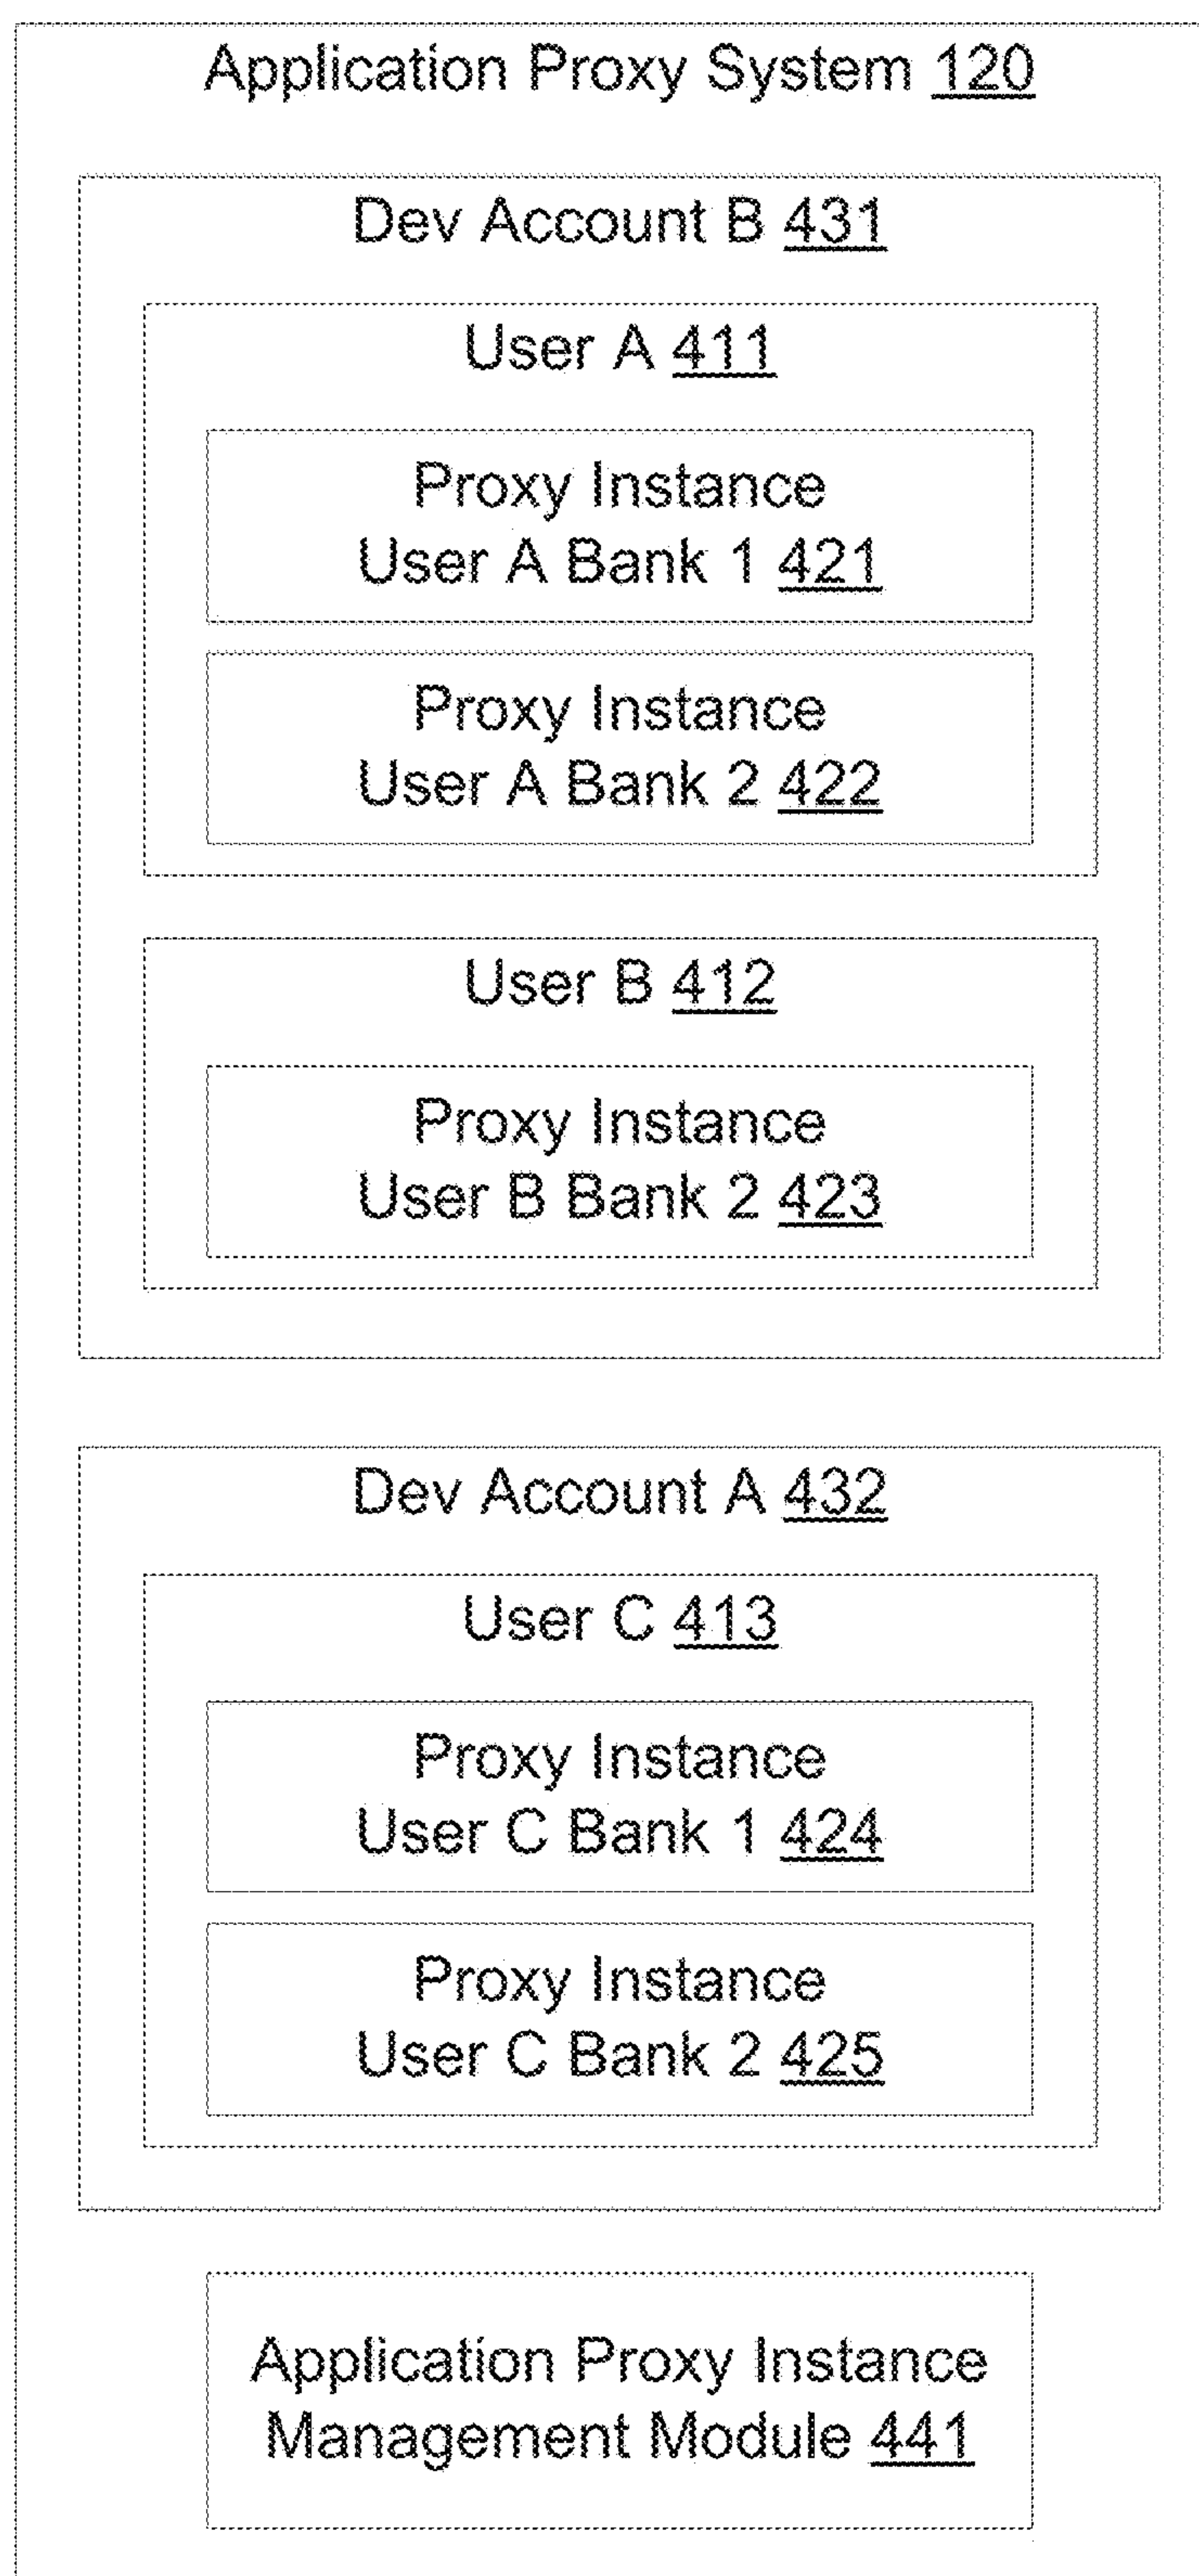 Application Proxy System 120
Dev Account B 431
User A 411
Proxy Instance
User A Bank 1 421
Proxy Instance
User A Bank 2 422
User B 412
Proxy Instance
User B Bank 2 423
Dev Account A 432
User C 413
Proxy Instance
User C Bank 1 424
Proxy Instance
User C Bank 2 425
Application Proxy Instance
Management Module 441